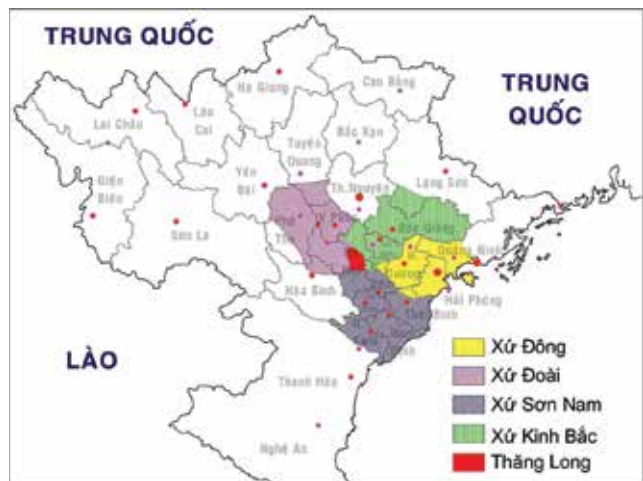 TRUNG QUỐC
TRUNG
QUỐC
Hà Giang
Cao Bằng
Lai Châu
Lào
Cai
Bắc Kạn
Tuyên
Quang
Điện
Biên
Yên
Bái
Th.Nguyên
Lạng Sơn
Sơn La
Bắc Giang
Quảng Ninh
Hòa Bình
Hải Phòng
LÀO
Thanh Hóa
Nghệ An
Xứ Đông
Xứ Đoài
Xứ Sơn Nam
Xứ Kinh Bắc
Thăng Long